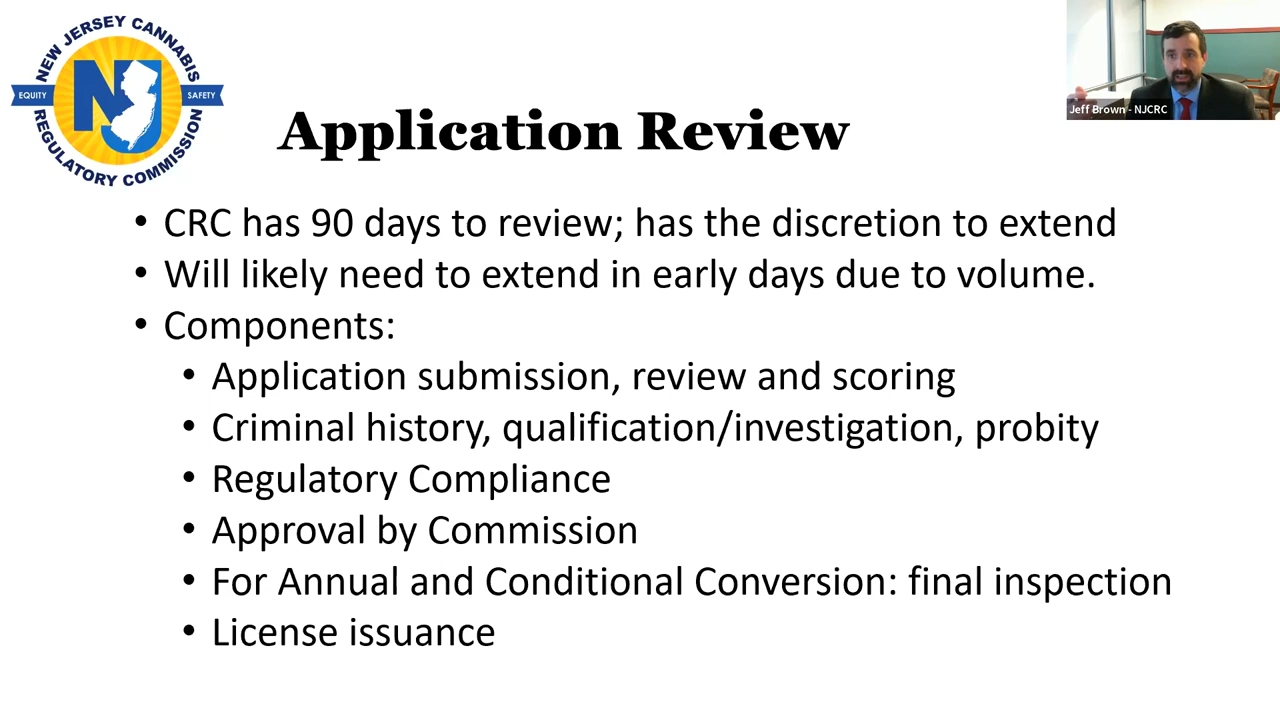 NEW JERSEY CANNABIS
EQUITY
NJ
SAFETY
REGULATORY COMMISSION
Jeff Brown - NJCRC
Application Review
• CRC has 90 days to review; has the discretion to extend
• Will likely need to extend in early days due to volume.
• Components:
• Application submission, review and scoring
• Criminal history, qualification/investigation, probity
• Regulatory Compliance
• Approval by Commission
• For Annual and Conditional Conversion: final inspection
• License issuance